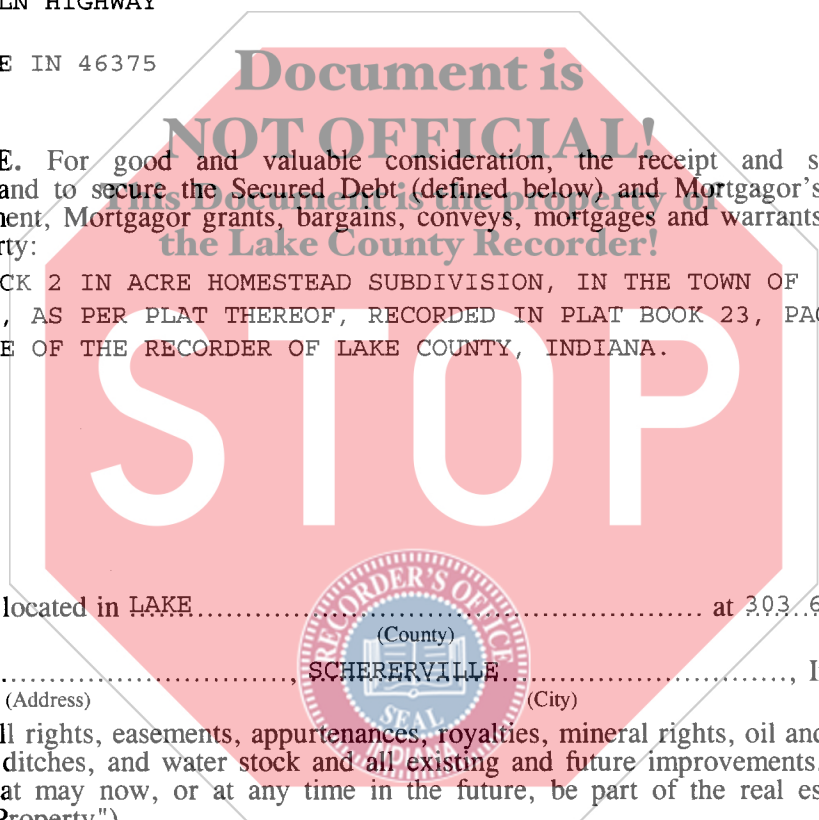 LN HIGHWAY
E IN 46375
Document is
NOT OFFICIAL!
This Document is the property of
the Lake County Recorder!
E. For good and valuable consideration, the receipt and s
and to secure the Secured Debt (defined below) and Mortgagor's
ent, Mortgagor grants, bargains, conveys, mortgages and warrants
rty:
CK 2 IN ACRE HOMESTEAD SUBDIVISION, IN THE TOWN OF
, AS PER PLAT THEREOF, RECORDED IN PLAT BOOK 23, PAG
E OF THE RECORDER OF LAKE COUNTY, INDIANA.
STOP
located in LAKE at 303 6
(County)
, SCHERERVILLE , I
(Address) (City)
ll rights, easements, appurtenances, royalties, mineral rights, oil and
ditches, and water stock and all existing and future improvements,
at may now, or at any time in the future, be part of the real es
Property").
RECORDER'S OFFICE
SEAL
INDIANA